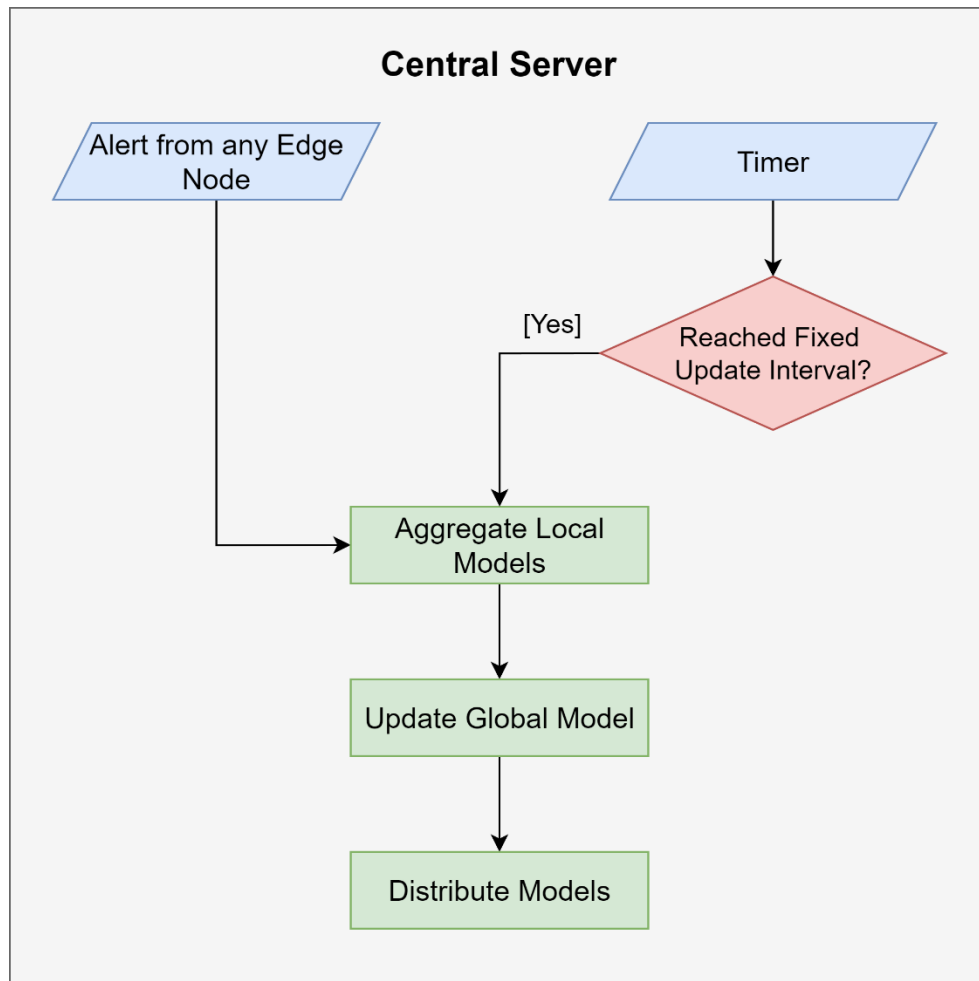 Central Server
Alert from any Edge
Node
Timer
[Yes]
Reached Fixed
Update Interval?
Aggregate Local
Models
Update Global Model
Distribute Models